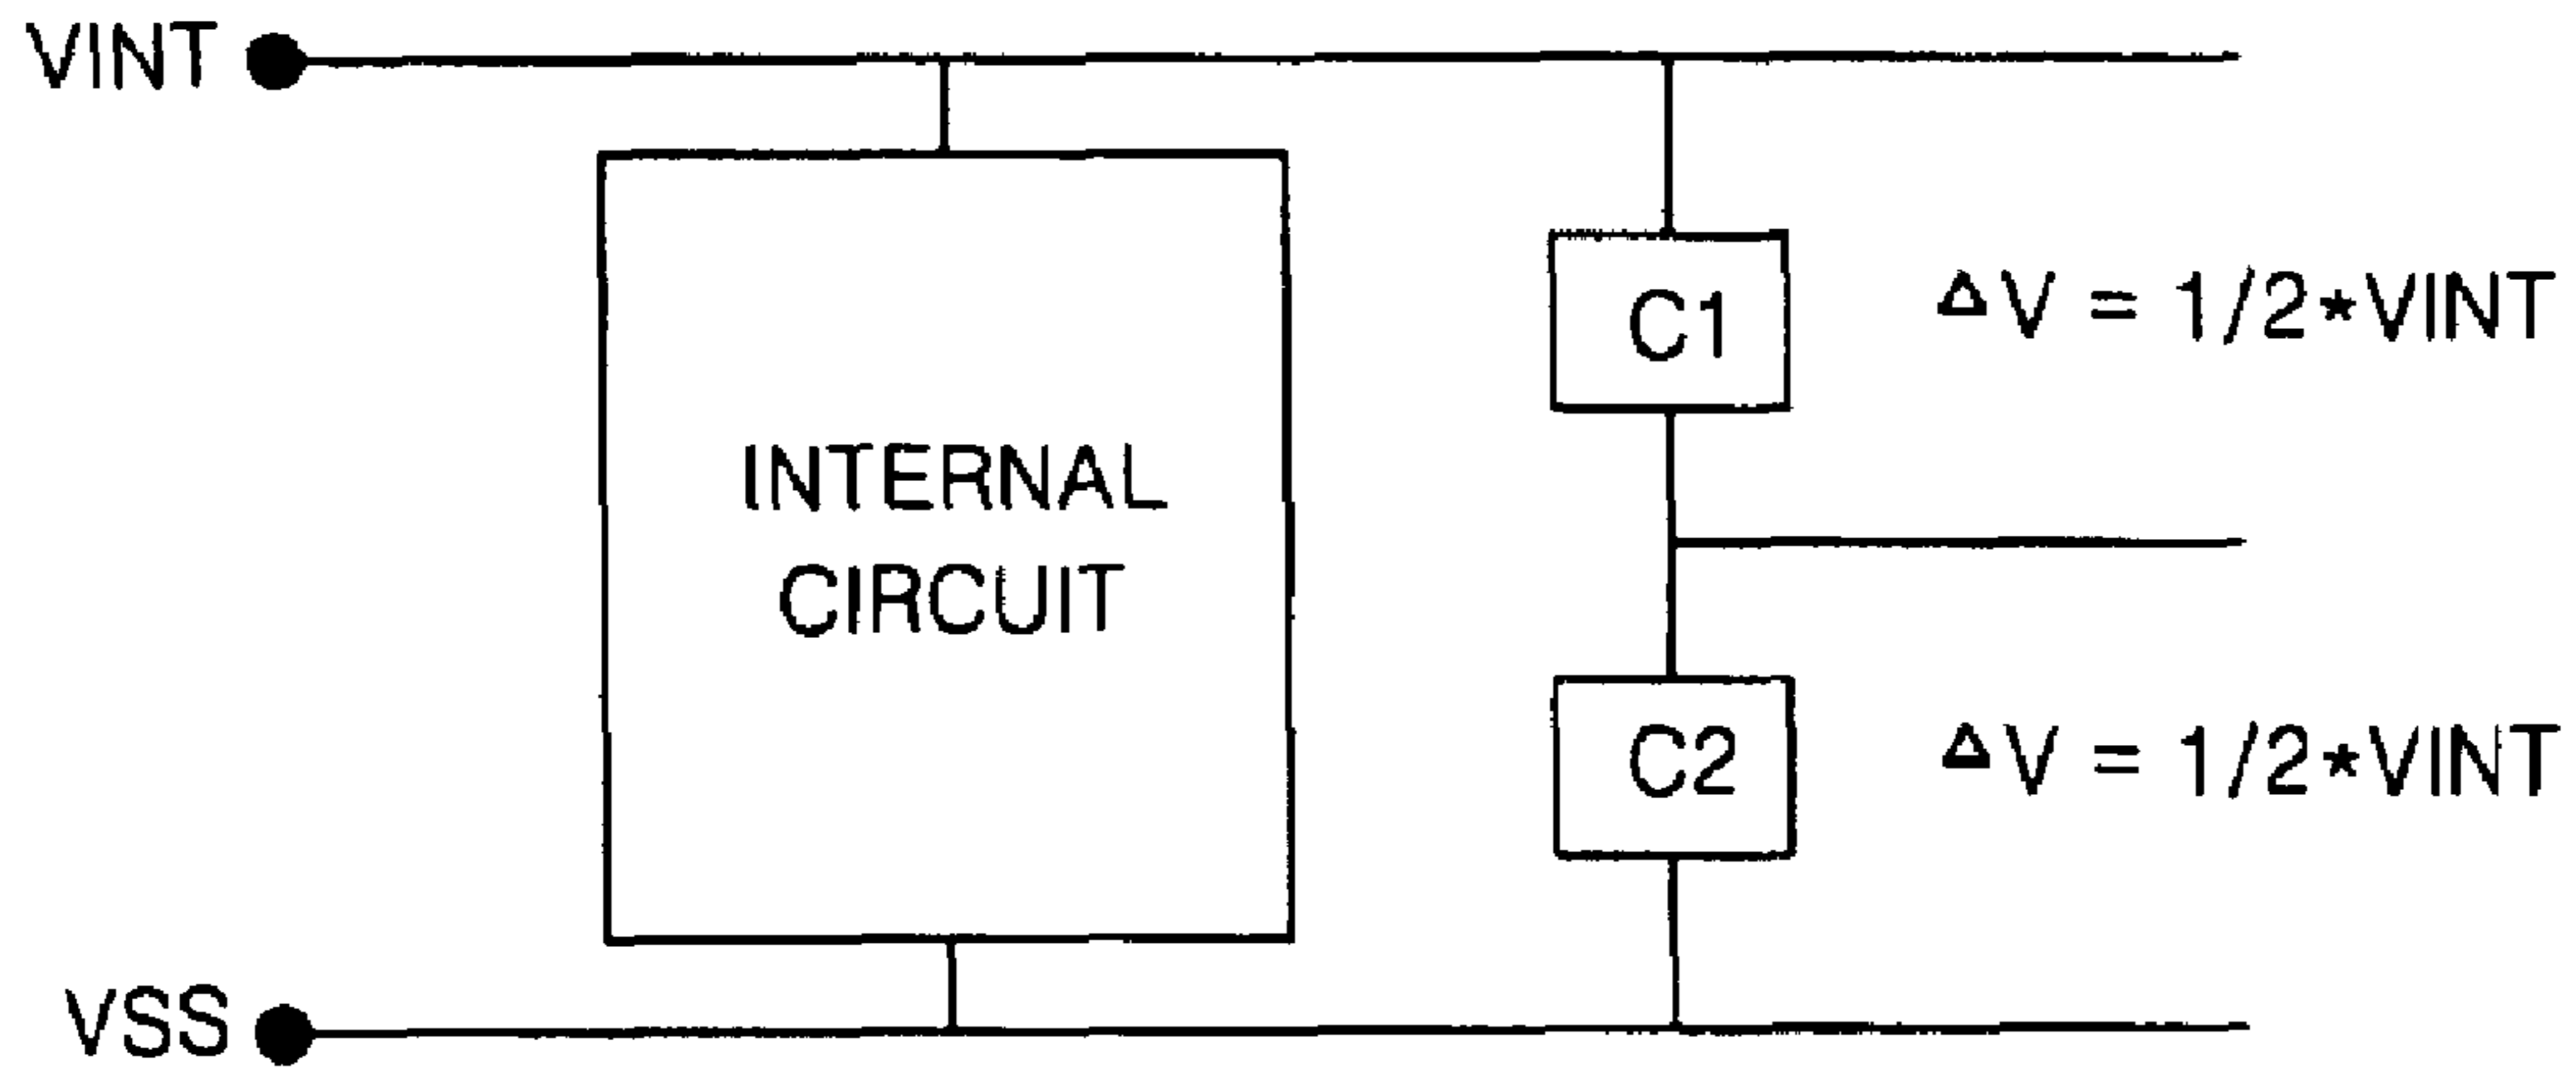 VINT
C1
ΔV = 1/2*VINT
INTERNAL
CIRCUIT
C2
ΔV = 1/2*VINT
VSS